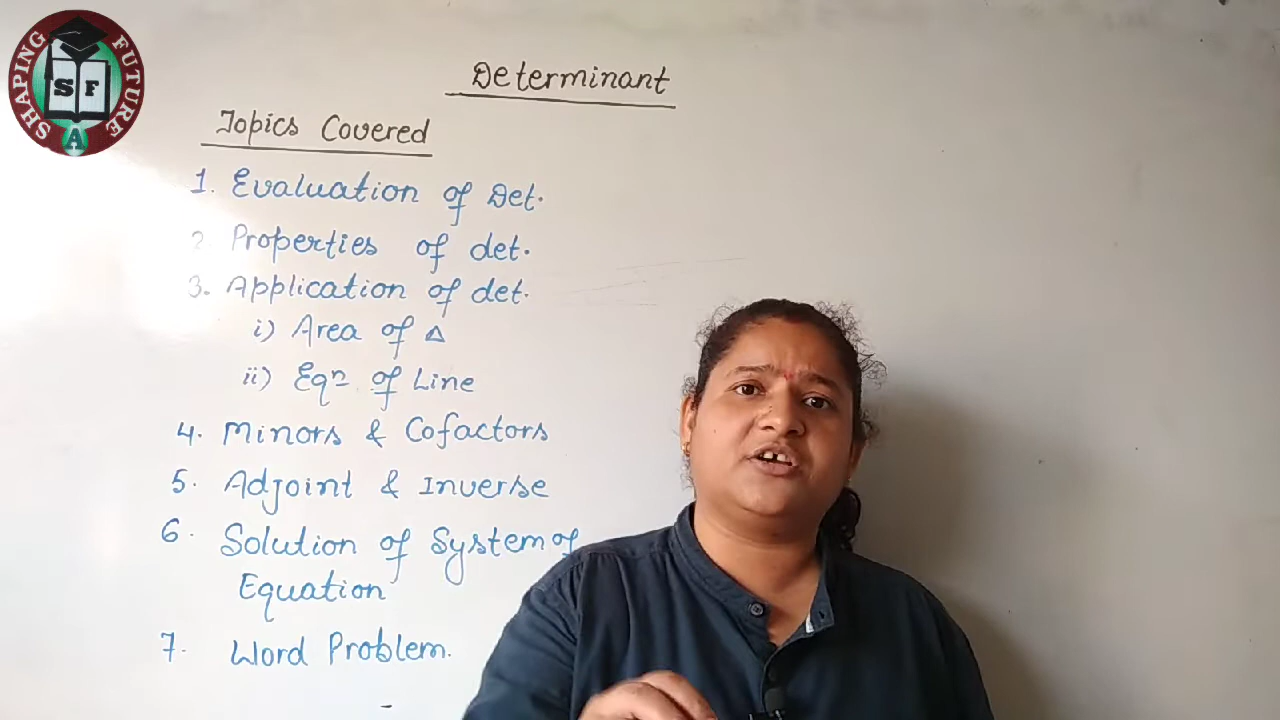 SHAPING FUTURE
S F
A
Determinant
Topics Covered
1. Evaluation of Det.
2. Properties of det.
3. Application of det.
i) Area of Δ
ii) Eqn of Line
4. Minors & Cofactors
5. Adjoint & Inverse
6. Solution of System of
Equation
7. Word Problem.